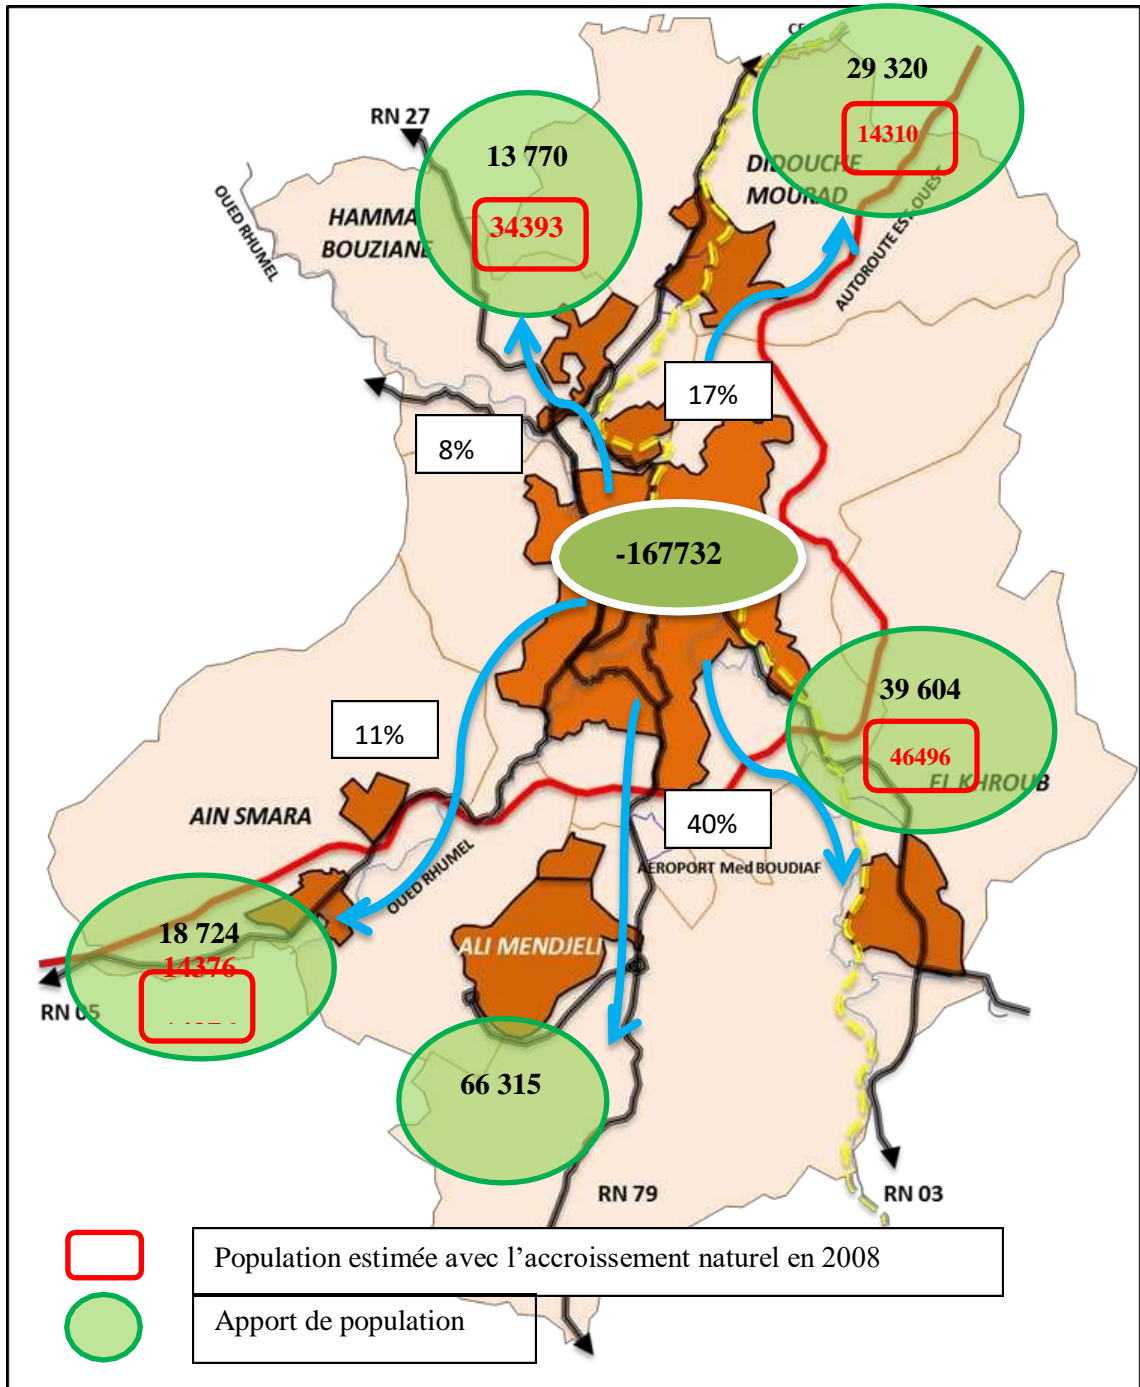 29 320
14310
RN 27
13 770
34393
DIDOUCHE
MOURAD
HAMMA
BOUZIANE
OUED RHUMEL
AUTOROUTE EST-OUEST
17%
8%
-167732
39 604
46496
EL KHROUB
11%
40%
AIN SMARA
AEROPORT Med BOUDIAF
OUED RHUMEL
18 724
14376
ALI MENDJELI
RN 05
66 315
RN 79
RN 03
Population estimée avec l’accroissement naturel en 2008
Apport de population